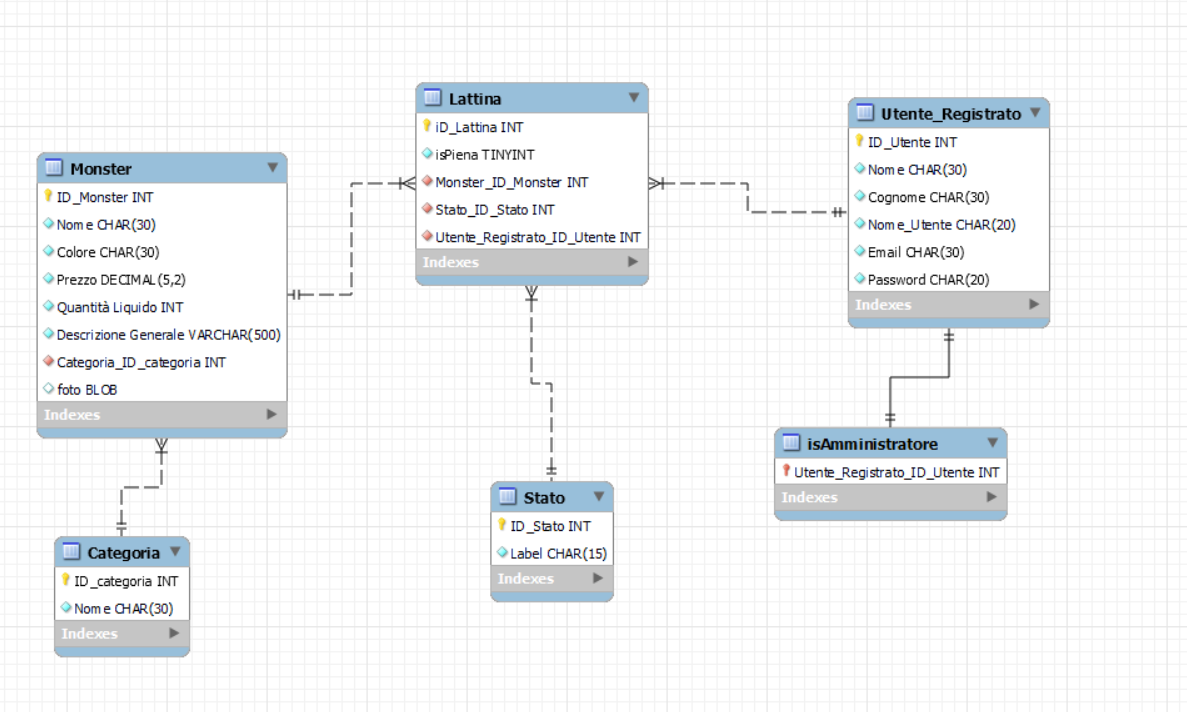 Monster
ID_Monster INT
Nome CHAR(30)
Colore CHAR(30)
Prezzo DECIMAL(5,2)
Quantità Liquido INT
Descrizione Generale VARCHAR(500)
Categoria_ID_categoria INT
foto BLOB
Indexes
Categoria
ID_categoria INT
Nome CHAR(30)
Indexes
Lattina
iD_Lattina INT
isPiena TINYINT
Monster_ID_Monster INT
Stato_ID_Stato INT
Utente_Registrato_ID_Utente INT
Indexes
Stato
ID_Stato INT
Label CHAR(15)
Indexes
Utente_Registrato
ID_Utente INT
Nome CHAR(30)
Cognome CHAR(30)
Nome_Utente CHAR(20)
Email CHAR(30)
Password CHAR(20)
Indexes
isAmministratore
Utente_Registrato_ID_Utente INT
Indexes